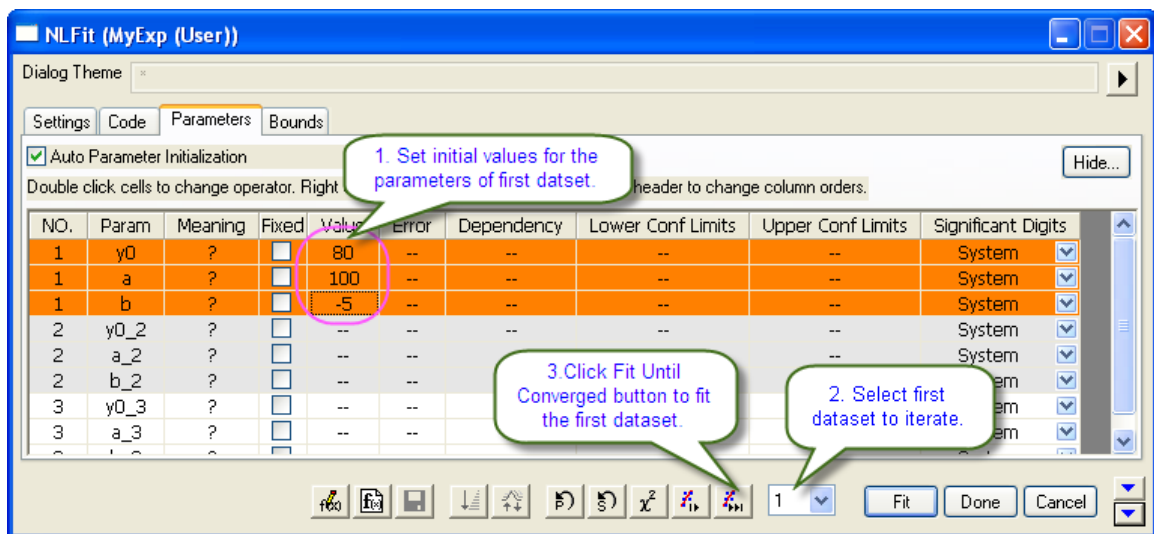 NLFit (MyExp (User))
Dialog Theme *
Settings Code Parameters Bounds
Auto Parameter Initialization
Hide...
1. Set initial values for the
parameters of first datset.
Double click cells to change operator. Right header to change column orders.
NO. Param Meaning Fixed Value Error Dependency Lower Conf Limits Upper Conf Limits Significant Digits
1 y0 ? 80 -- -- -- -- System
1 a ? 100 -- -- -- -- System
1 b ? -5 -- -- -- -- System
2 y0_2 ? -- -- -- -- -- System
2 a_2 ? -- -- -- System
2 b_2 ? -- -- em
3 y0_3 ? -- -- em
3 a_3 ? -- -- em
3.Click Fit Until
Converged button to fit
the first dataset.
2. Select first
dataset to iterate.
1 Fit Done Cancel